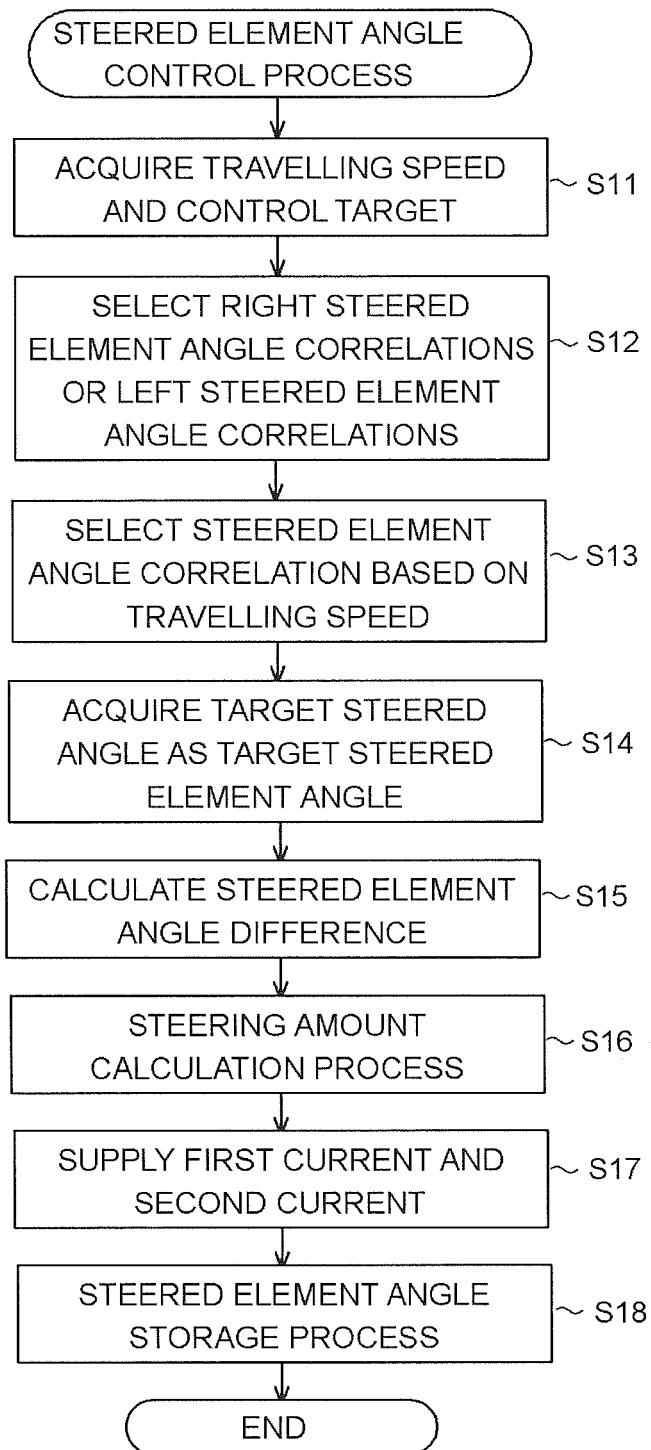 STEERED ELEMENT ANGLE
CONTROL PROCESS
ACQUIRE TRAVELLING SPEED
AND CONTROL TARGET
S11
SELECT RIGHT STEERED
ELEMENT ANGLE CORRELATIONS
OR LEFT STEERED ELEMENT
ANGLE CORRELATIONS
S12
SELECT STEERED ELEMENT
ANGLE CORRELATION BASED ON
TRAVELLING SPEED
S13
ACQUIRE TARGET STEERED
ANGLE AS TARGET STEERED
ELEMENT ANGLE
S14
CALCULATE STEERED ELEMENT
ANGLE DIFFERENCE
S15
STEERING AMOUNT
CALCULATION PROCESS
S16
SUPPLY FIRST CURRENT AND
SECOND CURRENT
S17
STEERED ELEMENT ANGLE
STORAGE PROCESS
S18
END